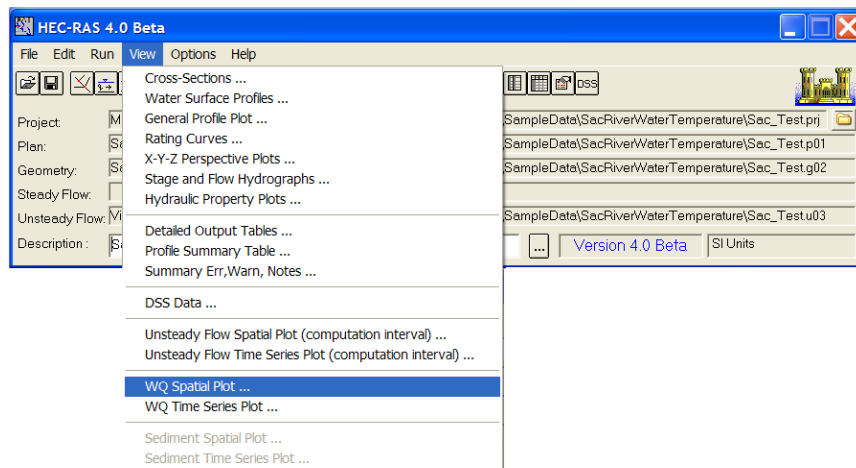 HEC-RAS 4.0 Beta
File Edit Run View Options Help
DSS
Project: SampleData\SacRiverWaterTemperature\Sac_Test.prj
Plan: SampleData\SacRiverWaterTemperature\Sac_Test.p01
Geometry: SampleData\SacRiverWaterTemperature\Sac_Test.g02
Steady Flow:
Unsteady Flow: SampleData\SacRiverWaterTemperature\Sac_Test.u03
Description : ... Version 4.0 Beta SI Units
Cross-Sections ...
Water Surface Profiles ...
General Profile Plot ...
Rating Curves ...
X-Y-Z Perspective Plots ...
Stage and Flow Hydrographs ...
Hydraulic Property Plots ...
Detailed Output Tables ...
Profile Summary Table ...
Summary Err,Warn, Notes ...
DSS Data ...
Unsteady Flow Spatial Plot (computation interval) ...
Unsteady Flow Time Series Plot (computation interval) ...
WQ Spatial Plot ...
WQ Time Series Plot ...
Sediment Spatial Plot ...
Sediment Time Series Plot ...